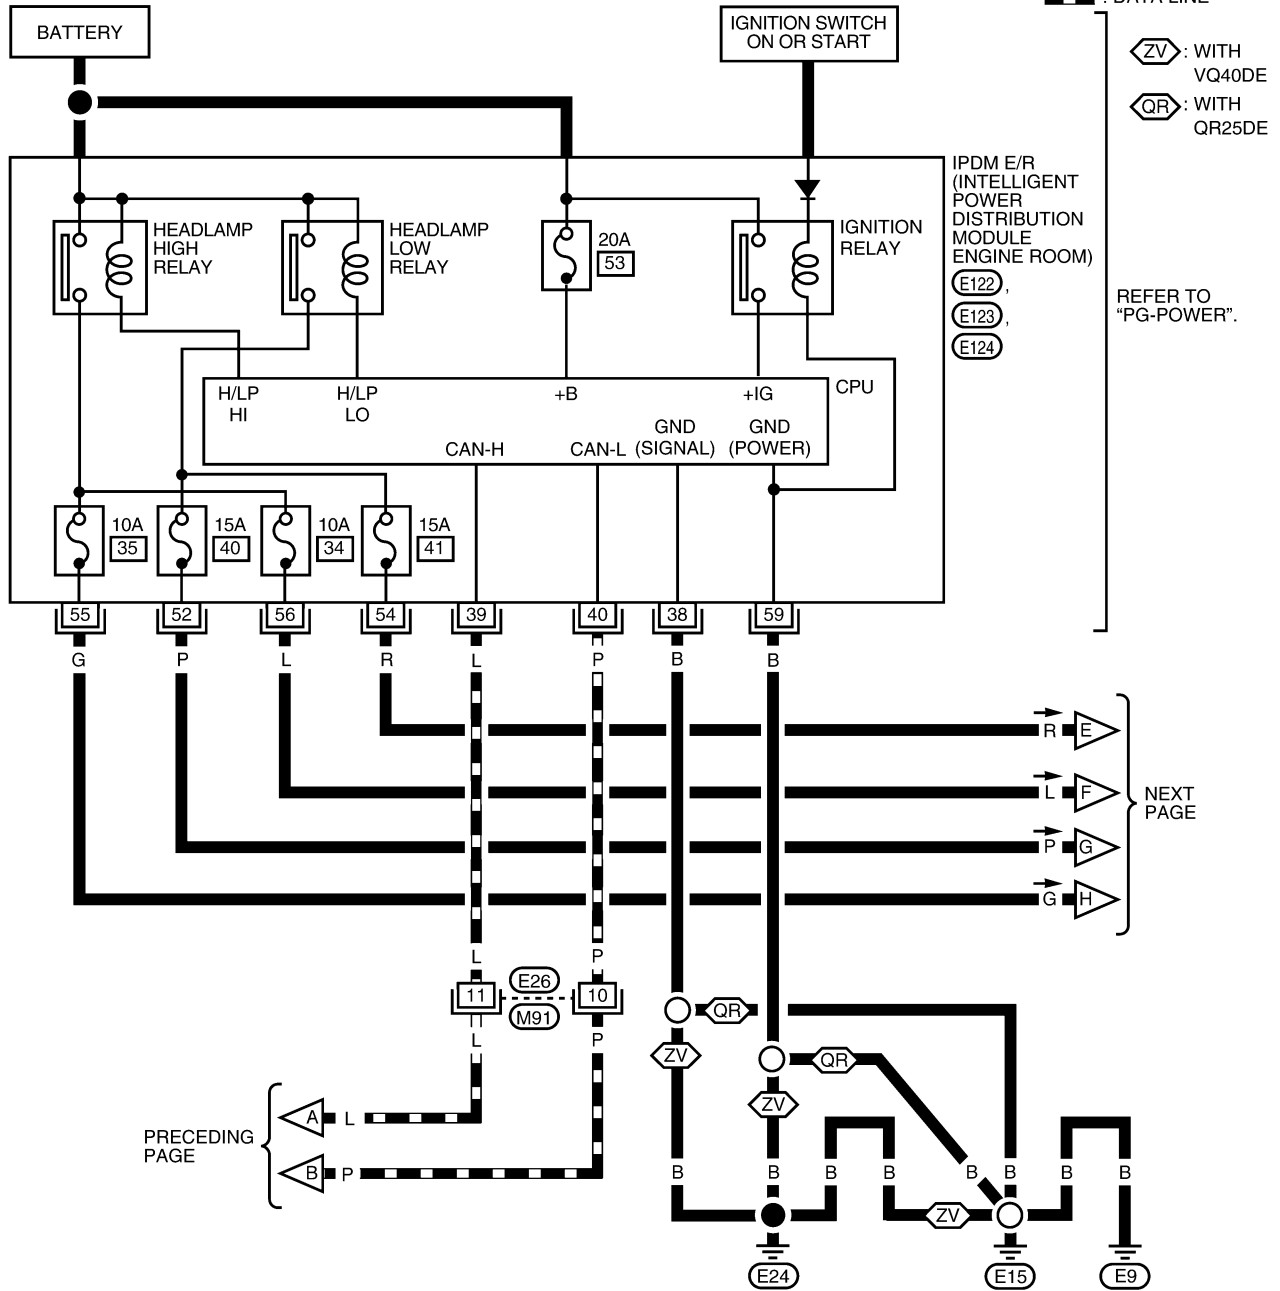 : DATA LINE
BATTERY
IGNITION SWITCH
ON OR START
ZV : WITH
VQ40DE
QR : WITH
QR25DE
IPDM E/R
(INTELLIGENT
POWER
DISTRIBUTION
MODULE
ENGINE ROOM)
E122 ,
E123 ,
E124
REFER TO
“PG-POWER”.
HEADLAMP
HIGH
RELAY
HEADLAMP
LOW
RELAY
20A
53
IGNITION
RELAY
H/LP
HI
H/LP
LO
+B
+IG
CPU
CAN-H
CAN-L
GND
(SIGNAL)
GND
(POWER)
10A
35
15A
40
10A
34
15A
41
55 52 56 54 39 40 38 59
G P L R L P B B
R E
L F
P G
G H
NEXT
PAGE
L P
11 E26 10
M91
L P
QR
ZV
QR
ZV
A L
B P
PRECEDING
PAGE
B B B B B B B B
ZV
E24 E15 E9